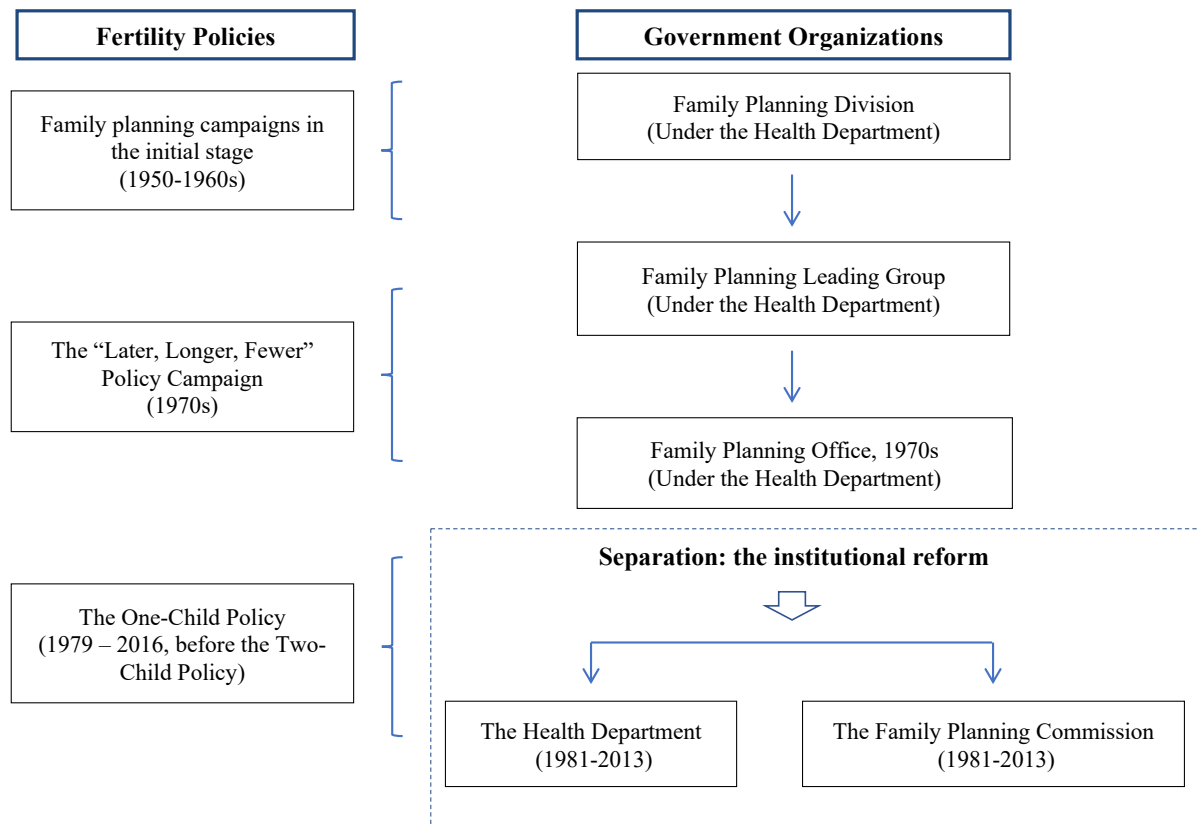 Fertility Policies
Government Organizations
Family planning campaigns in
the initial stage
(1950-1960s)
Family Planning Division
(Under the Health Department)
Family Planning Leading Group
(Under the Health Department)
The “Later, Longer, Fewer”
Policy Campaign
(1970s)
Family Planning Office, 1970s
(Under the Health Department)
Separation: the institutional reform
The One-Child Policy
(1979 – 2016, before the Two-
Child Policy)
The Health Department
(1981-2013)
The Family Planning Commission
(1981-2013)